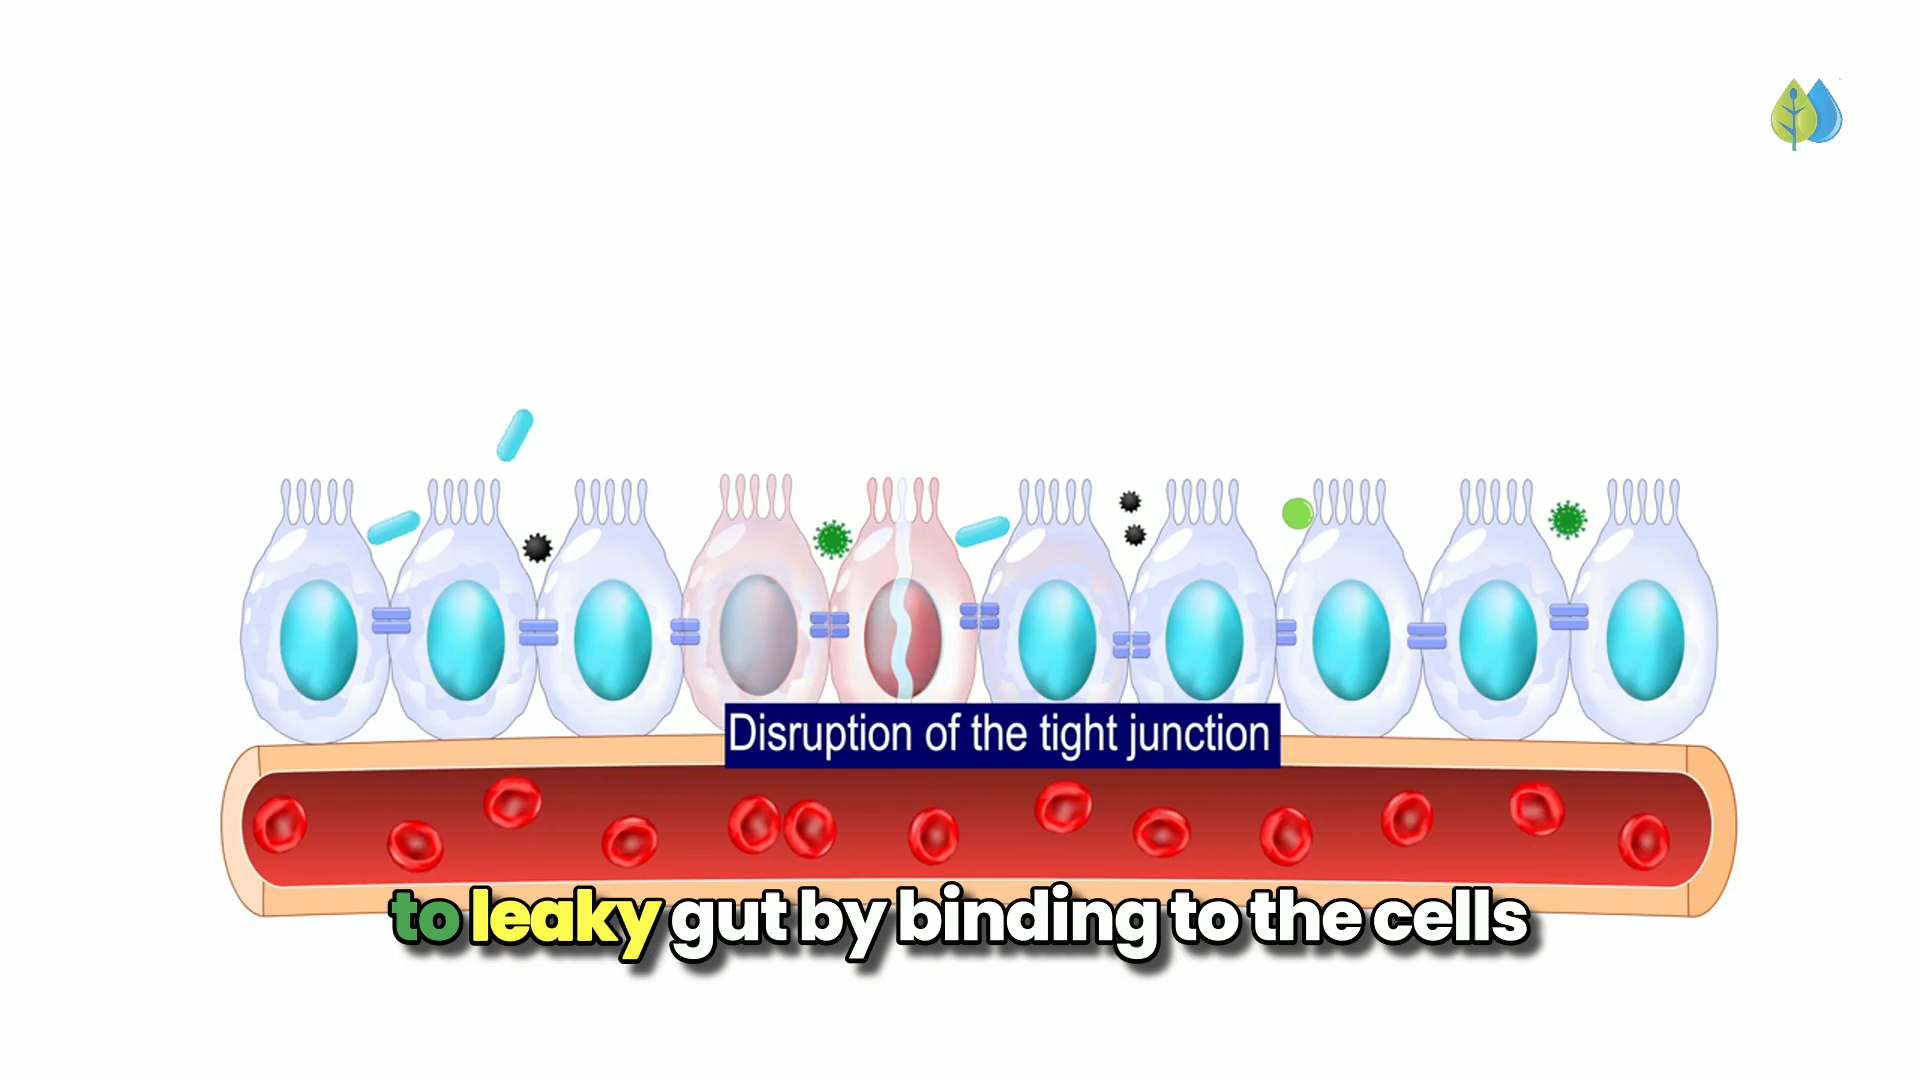 Disruption of the tight junction
to leaky gut by binding to the cells